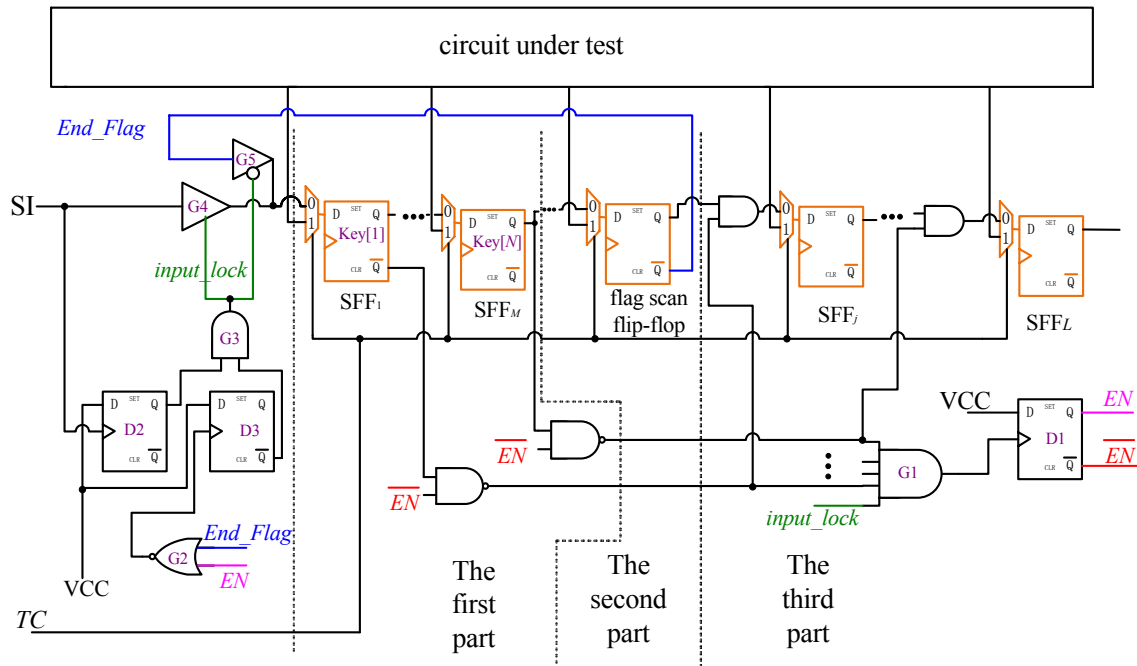 circuit under test
End_Flag
G5
SI
G4
0
1
D SET Q
Key[1]
CLR Q
SFF1
0
1
D SET Q
Key[N]
CLR Q
SFFM
0
1
D SET Q
CLR Q
flag scan
flip-flop
0
1
D SET Q
CLR Q
SFFj
0
1
D SET Q
CLR Q
SFFL
input_lock
G3
D SET Q
D2
CLR Q
D SET Q
D3
CLR Q
VCC
D SET Q
D1
CLR Q
EN
EN
EN
EN
G1
input_lock
End_Flag
G2
EN
VCC
TC
The
first
part
The
second
part
The
third
part